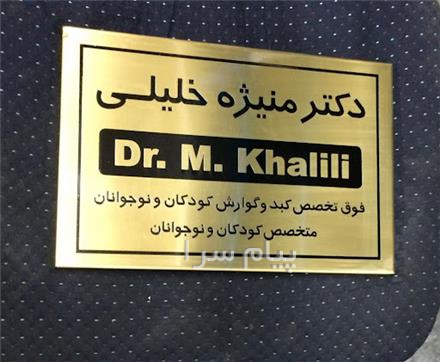 دکتر منیژه خلیلی
Dr. M. Khalili
فوق تخصص کبد و گوارش کودکان و نوجوانان
متخصص کودکان و نوجوانان
پیام سرا